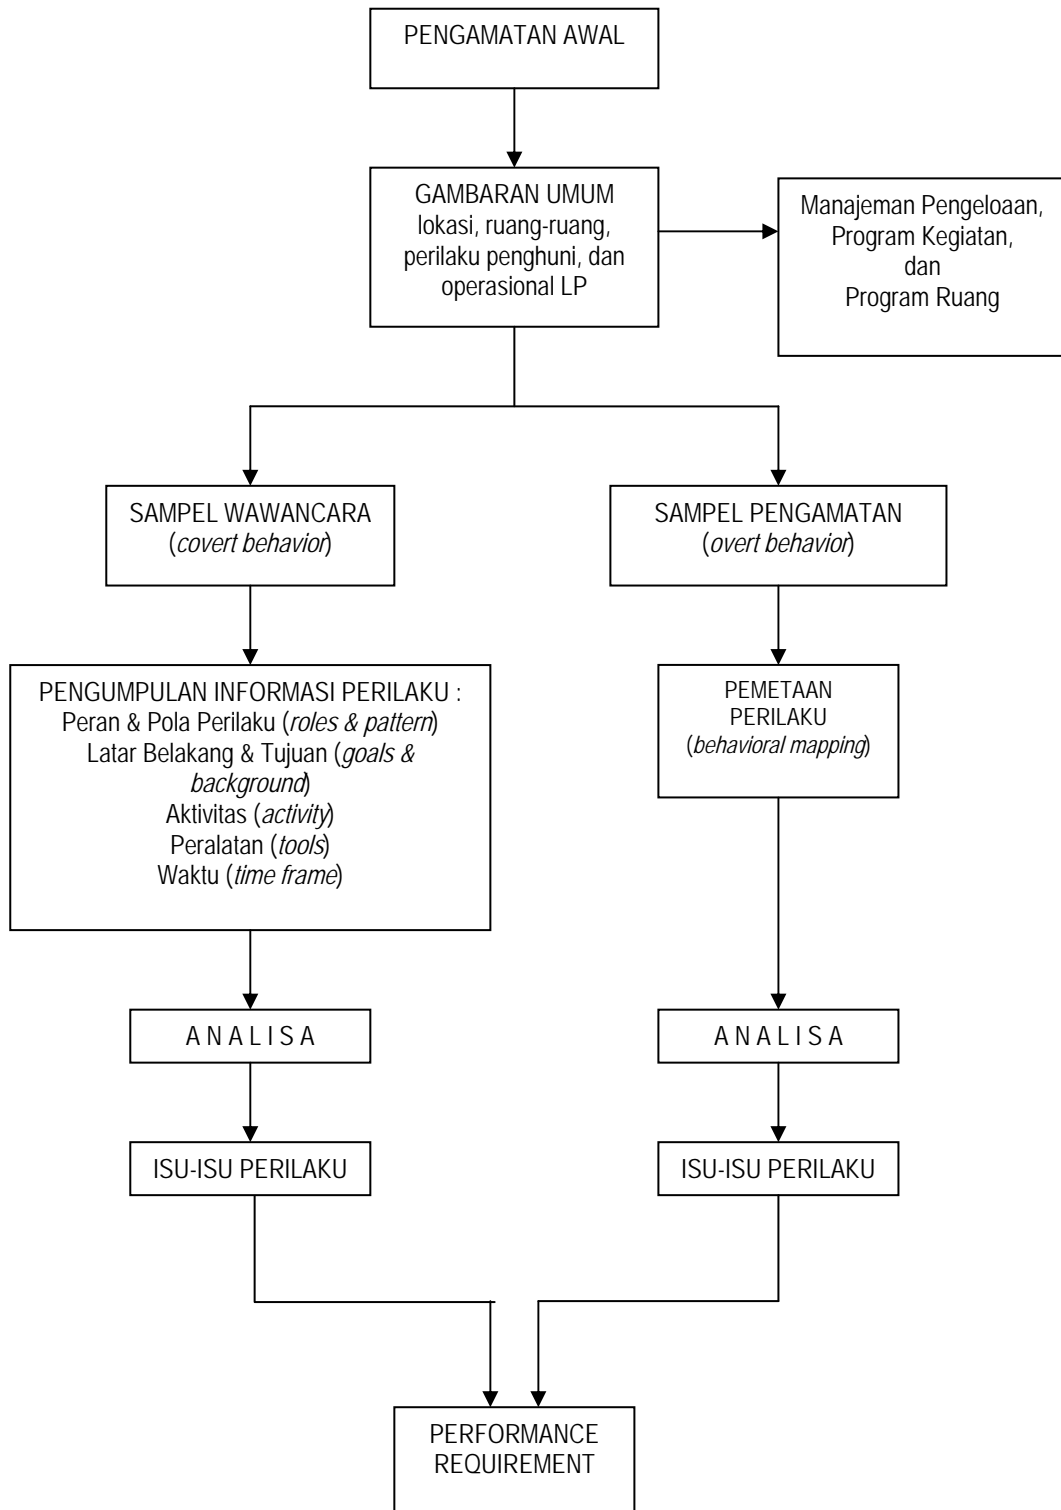 PENGAMATAN AWAL
GAMBARAN UMUM
lokasi, ruang-ruang,
perilaku penghuni, dan
operasional LP
Manajeman Pengeloaan,
Program Kegiatan,
dan
Program Ruang
SAMPEL WAWANCARA
(covert behavior)
SAMPEL PENGAMATAN
(overt behavior)
PENGUMPULAN INFORMASI PERILAKU :
Peran & Pola Perilaku (roles & pattern)
Latar Belakang & Tujuan (goals &
background)
Aktivitas (activity)
Peralatan (tools)
Waktu (time frame)
PEMETAAN
PERILAKU
(behavioral mapping)
A N A L I S A
A N A L I S A
ISU-ISU PERILAKU
ISU-ISU PERILAKU
PERFORMANCE
REQUIREMENT